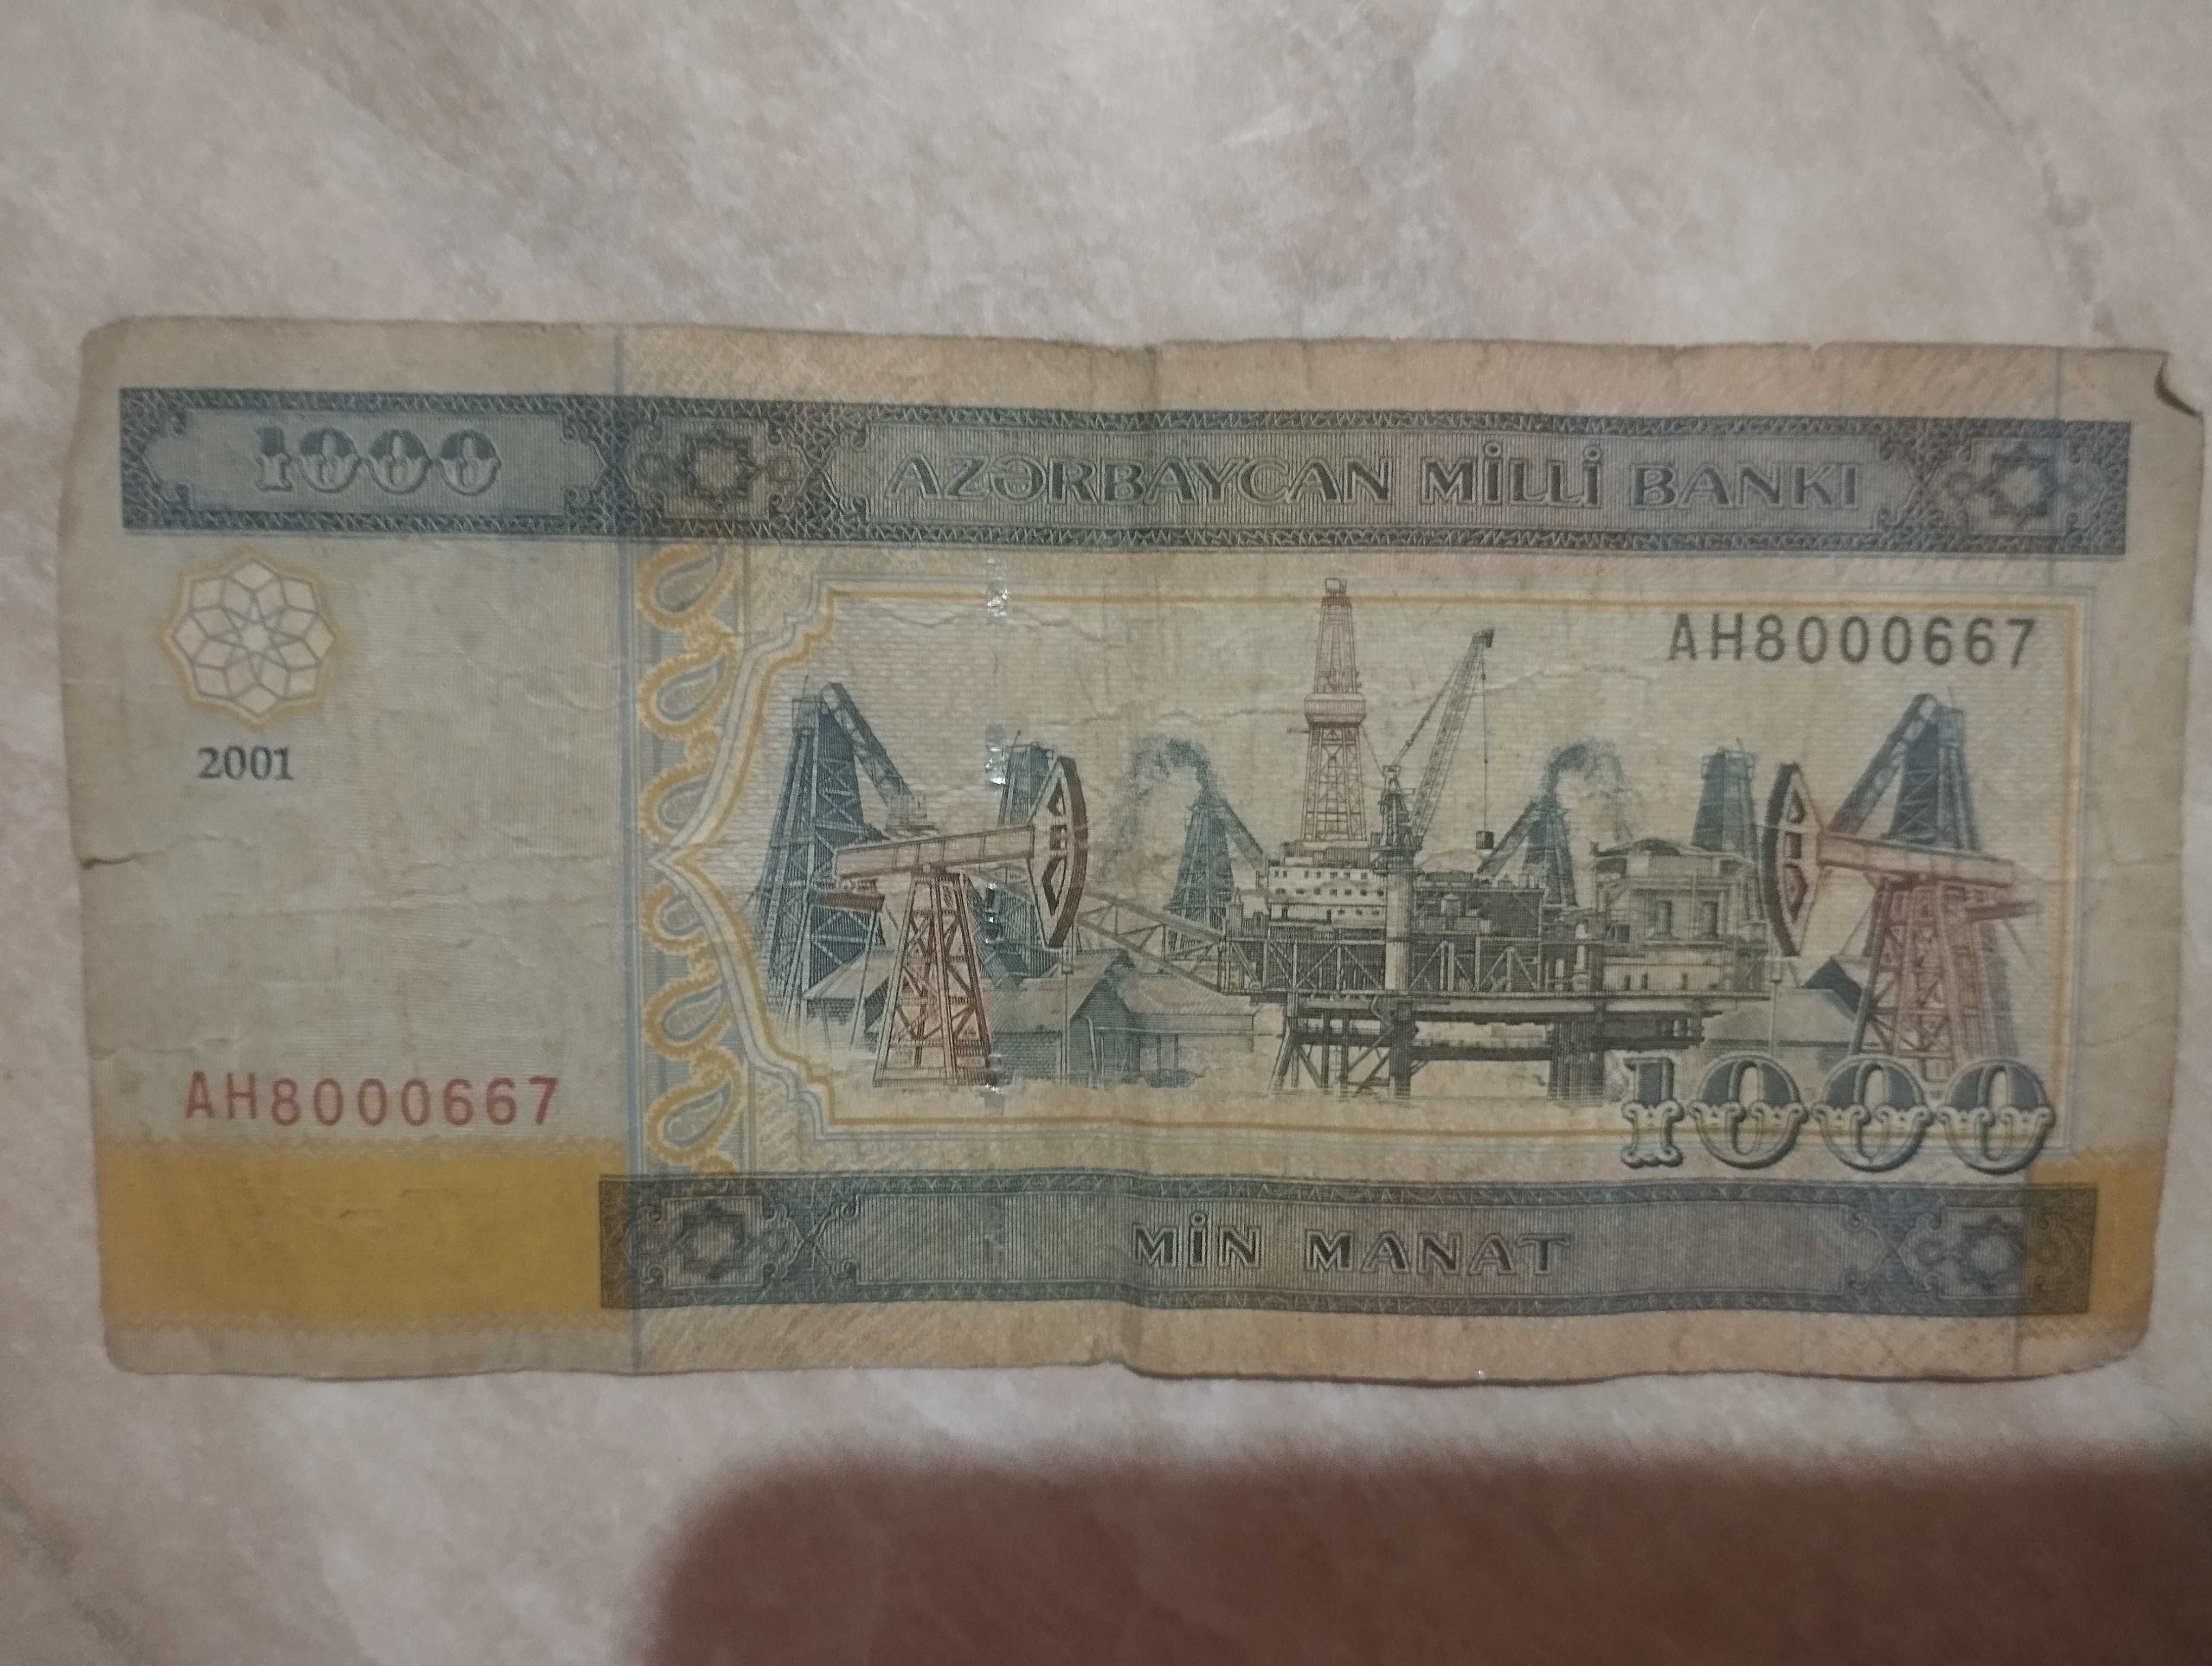 1000
AZƏRBAYCAN MİLLİ BANKI
AH8000667
2001
AH8000667
1000
MİN MANAT